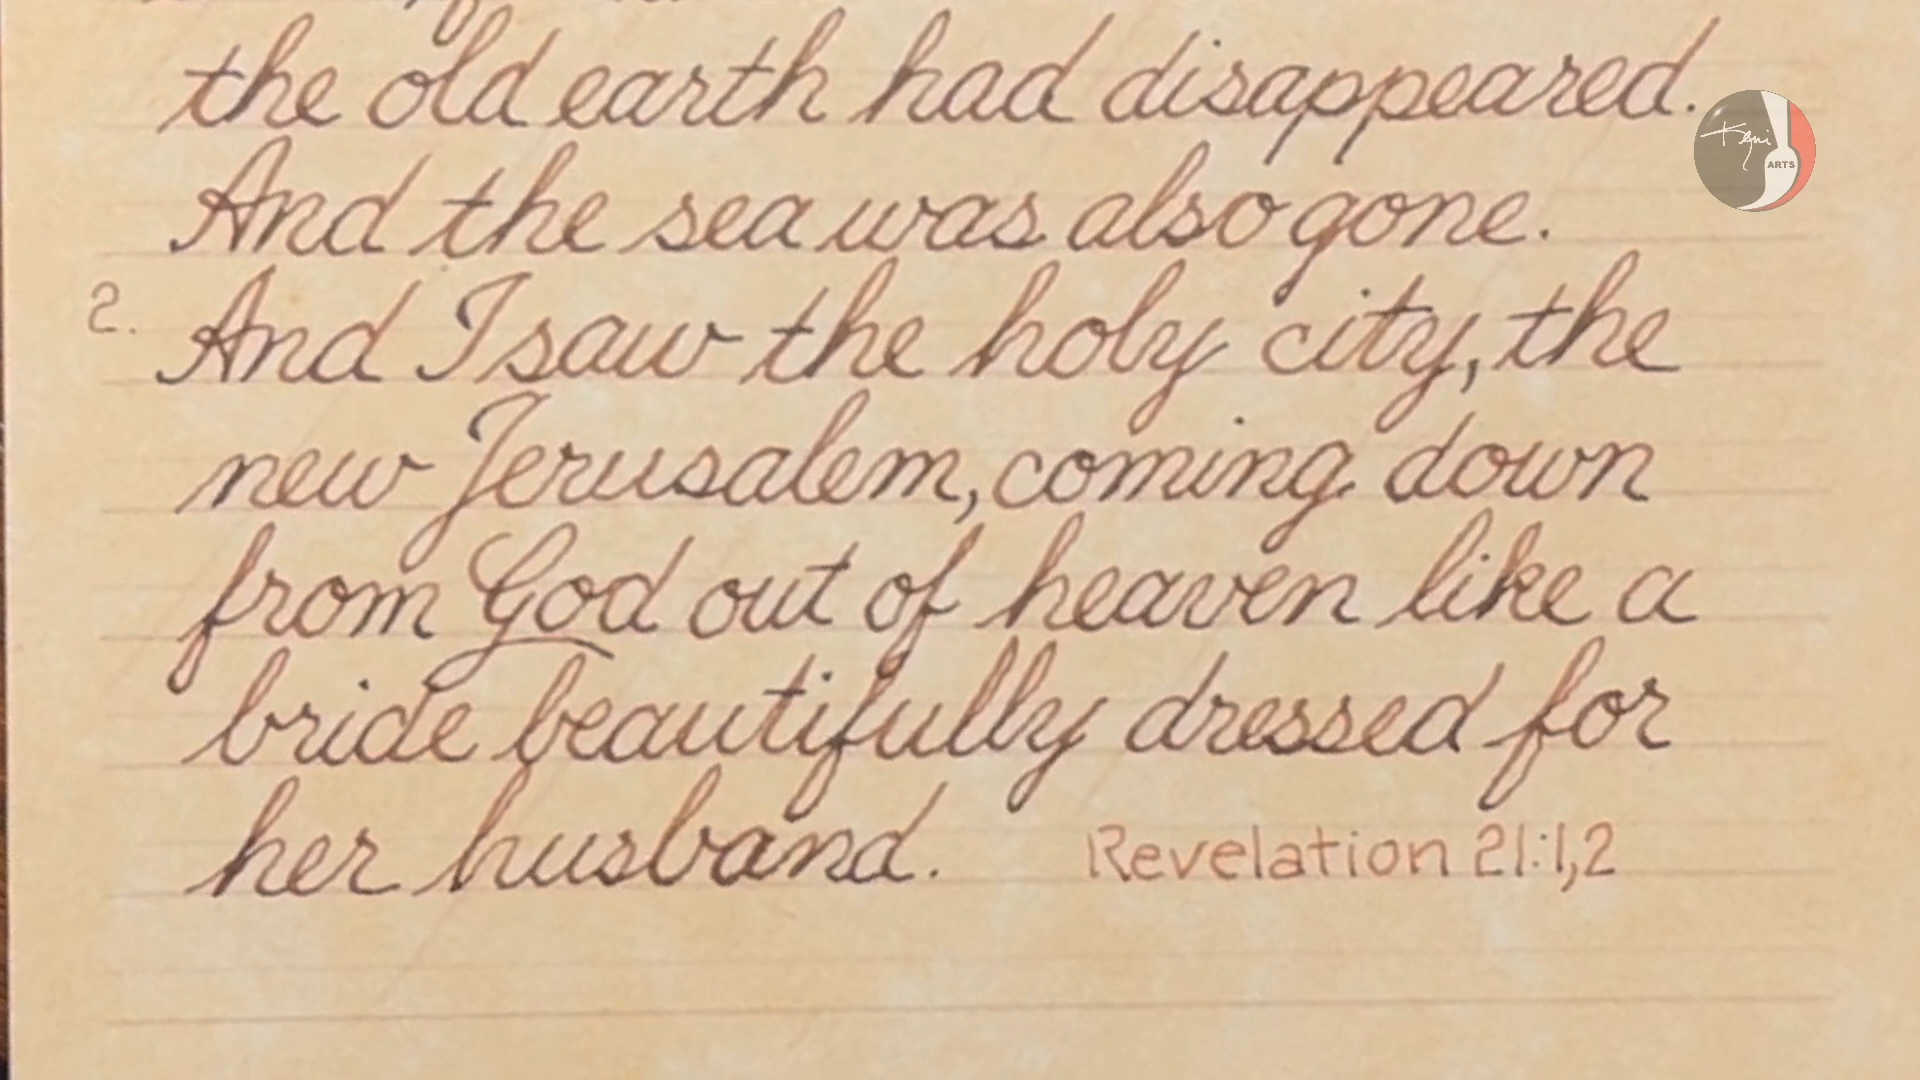 the old earth had disappeared.
And the sea was also gone.
2. And I saw the holy city, the
new Jerusalem, coming down
from God out of heaven like a
bride beautifully dressed for
her husband. Revelation 21:1,2
ARTS